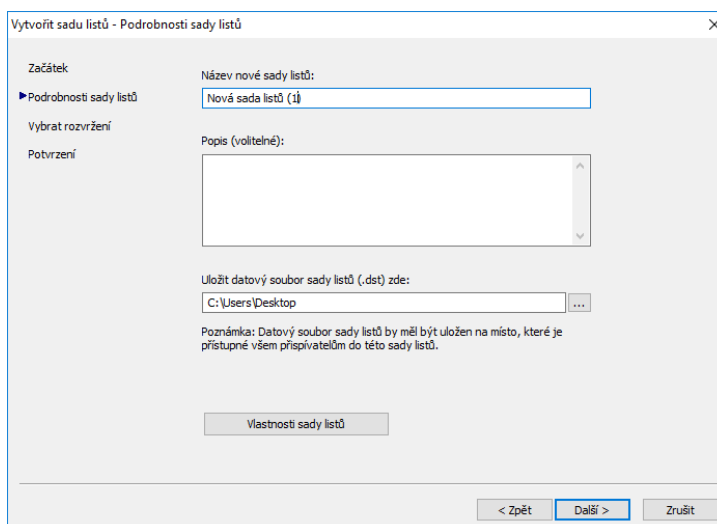 Vytvořit sadu listů - Podrobnosti sady listů
Začátek
Podrobnosti sady listů
Vybrat rozvržení
Potvrzení
Název nové sady listů:
Nová sada listů (1)
Popis (volitelné):
Uložit datový soubor sady listů (.dst) zde:
C:\Users\Desktop
...
Poznámka: Datový soubor sady listů by měl být uložen na místo, které je
přístupné všem přispívatelům do této sady listů.
Vlastnosti sady listů
< Zpět
Další >
Zrušit